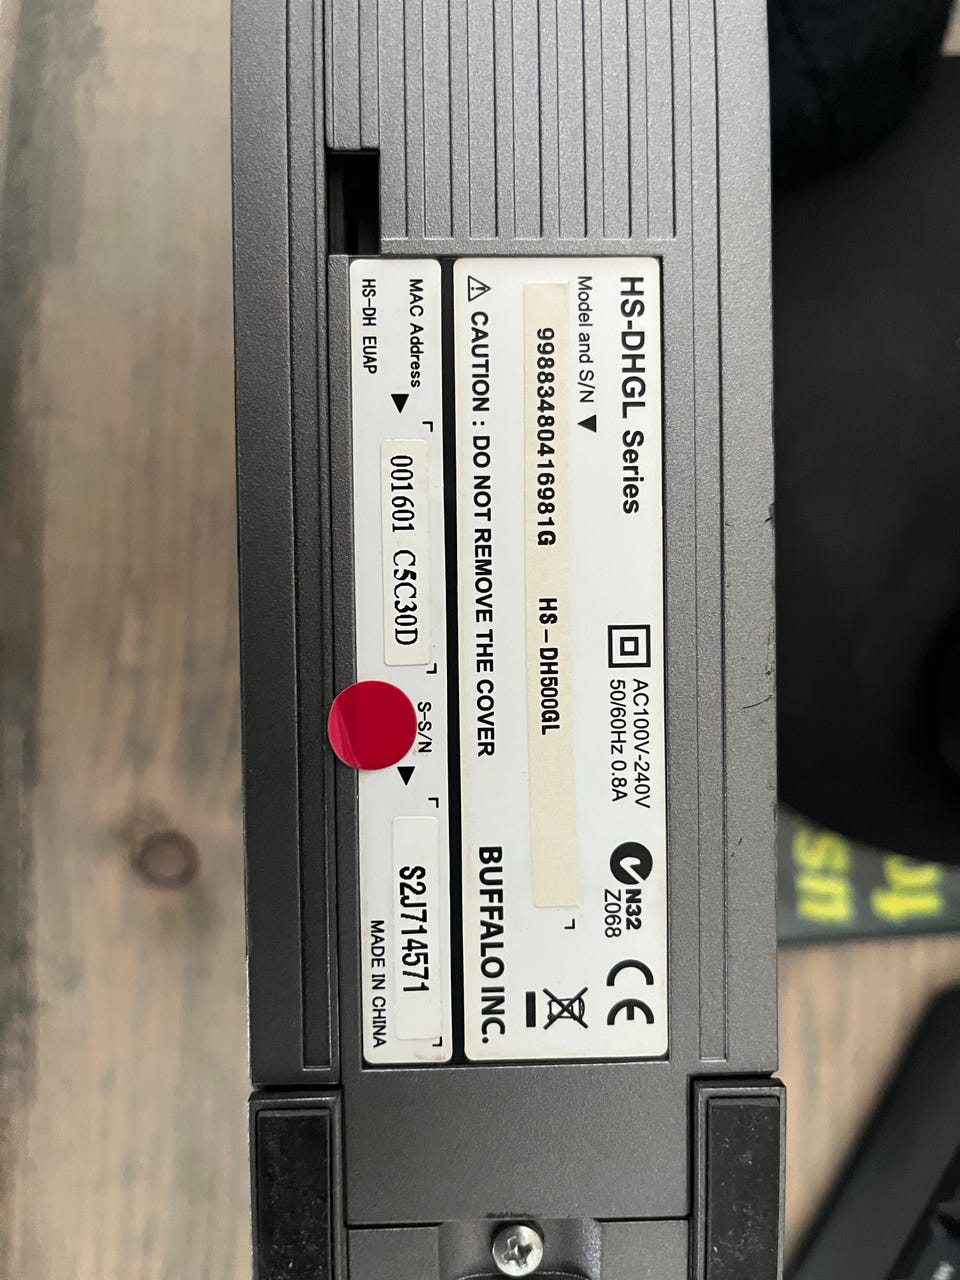 HS-DHGL Series
AC100V-240V
50/60Hz 0.8A
N32
Z068
CE
Model and S/N ▼
99883480416981G HS-DH500GL
⚠ CAUTION : DO NOT REMOVE THE COVER
BUFFALO INC.
MAC Address ▶
001601 C5C30D
S-S/N ▶
S2J714571
HS-DH EUAP
MADE IN CHINA
us